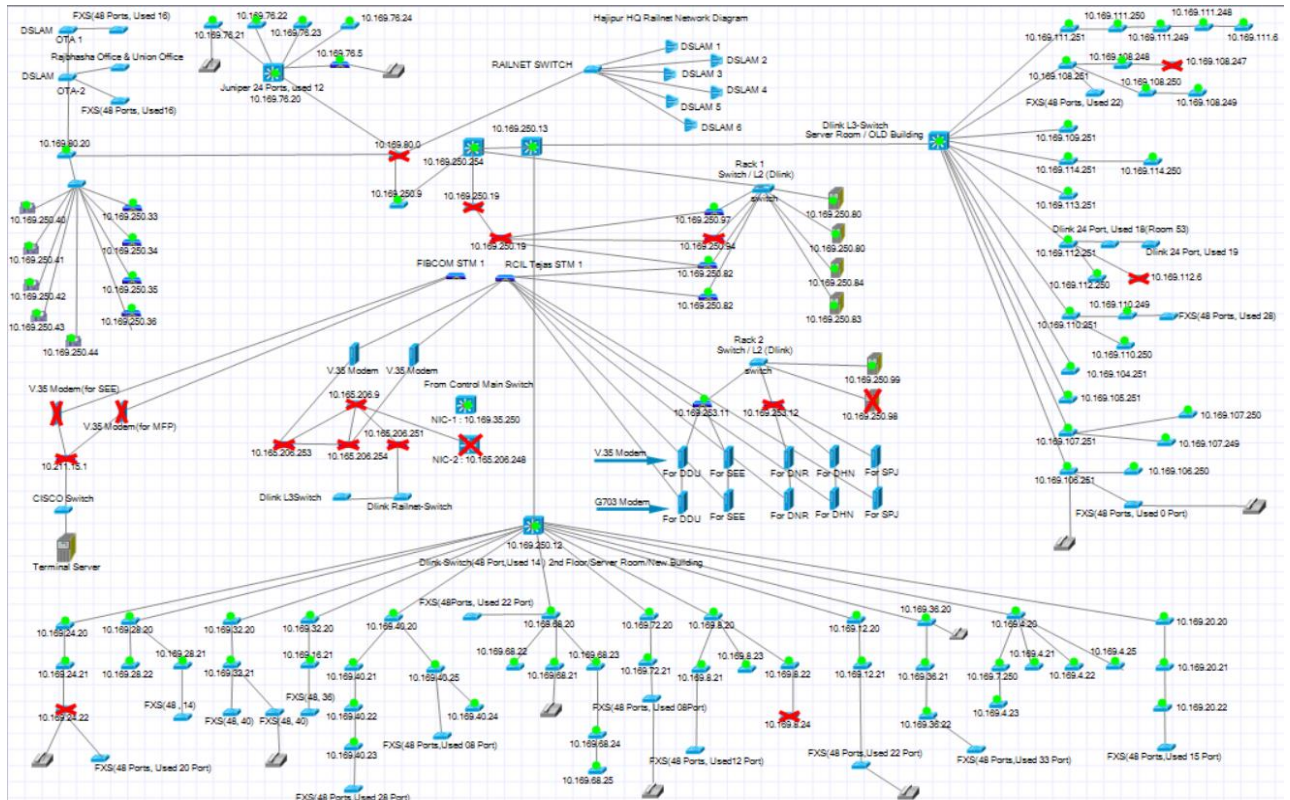 Hajipur HQ Railnet Network Diagram
FXS(48 Ports, Used 16)
DSLAM
OTA 1
Rajbhasha Office & Union Office
DSLAM
OTA-2
FXS(48 Ports, Used16)
10.169.76.22
10.169.76.24
10.169.76.21
10.169.76.23
10.169.76.5
Juniper 24 Ports, used 12
10.169.76.20
RAILNET SWITCH
DSLAM 1
DSLAM 2
DSLAM 3
DSLAM 4
DSLAM 5
DSLAM 6
10.169.80.20
10.169.80.0
10.169.250.13
10.169.250.254
10.169.250.9
10.169.250.19
10.169.250.19
Dlink L3-Switch
Server Room / OLD Building
Rack 1
Switch / L2 (Dlink)
switch
10.169.250.97
10.169.250.94
10.169.250.82
10.169.250.82
10.169.250.80
10.169.250.80
10.169.250.84
10.169.250.83
10.169.250.40
10.169.250.33
10.169.250.41
10.169.250.34
10.169.250.42
10.169.250.35
10.169.250.43
10.169.250.36
10.169.250.44
FIBCOM STM 1
RCIL Tejas STM 1
V.35 Modem(for SEE)
V.35 Modem(for MFP)
10.211.15.1
CISCO Switch
Terminal Server
V.35 Modem
V.35 Modem
10.165.206.9
From Control Main Switch
NIC-1 : 10.169.35.250
10.165.206.251
10.165.206.253
10.165.206.254
NIC-2 : 10.165.206.248
Dlink L3Switch
Dlink Railnet-Switch
Rack 2
Switch / L2 (Dlink)
switch
10.169.250.99
10.169.250.98
10.169.253.11
10.169.253.12
V.35 Modem
For DDU
For SEE
For DNR
For DHN
For SPJ
G703 Modem
For DDU
For SEE
For DNR
For DHN
For SPJ
10.169.111.250
10.169.111.248
10.169.111.251
10.169.111.249
10.169.111.6
10.169.108.248
10.169.108.247
10.169.108.251
10.169.108.250
FXS(48 Ports, Used 22)
10.169.108.249
10.169.109.251
10.169.114.251
10.169.114.250
10.169.113.251
Dlink 24 Port, Used 18(Room 53)
10.169.112.251
Dlink 24 Port, Used 19
10.169.112.250
10.169.112.6
10.169.110.249
10.169.110.251
FXS(48 Ports, Used 28)
10.169.110.250
10.169.104.251
10.169.105.251
10.169.107.250
10.169.107.251
10.169.107.249
10.169.106.250
10.169.106.251
FXS(48 Ports, Used 0 Port)
10.169.250.12
Dlink Switch(48 Port,Used 14 ) 2nd Floor/Server Room/New Building
FXS(48Ports, Used 22 Port)
10.169.24.20
10.169.28.20
10.169.32.20
10.169.32.20
10.169.40.20
10.169.68.20
10.169.72.20
10.169.8.20
10.169.12.20
10.169.36.20
10.169.4.20
10.169.20.20
10.169.24.21
10.169.28.22
10.169.28.21
10.169.32.21
10.169.16.21
10.169.40.21
10.169.40.25
10.169.68.22
10.169.68.21
10.169.68.23
10.169.72.21
10.169.8.21
10.169.8.23
10.169.8.22
10.169.12.21
10.169.36.21
10.169.7.250
10.169.4.21
10.169.4.22
10.169.4.25
10.169.20.21
10.169.24.22
FXS(48 , 14)
FXS(48, 40)
FXS(48, 40)
FXS(48, 36)
10.169.40.22
10.169.40.24
FXS(48 Ports, Used 08Port)
10.169.8.24
10.169.36.22
10.169.4.23
10.169.20.22
FXS(48 Ports, Used 20 Port)
10.169.40.23
FXS(48 Ports,Used 08 Port)
10.169.68.24
10.169.68.25
FXS(48 Ports, Used12 Port)
FXS(48 Ports, Used 22 Port)
FXS(48 Ports, Used 33 Port)
FXS(48 Ports, Used 15 Port)
FXS(48 Ports, Used 28 Port)